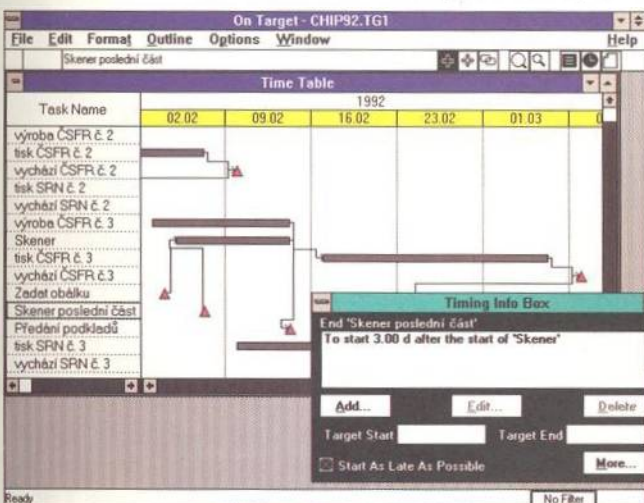 On Target - CHIP92.TG1
File Edit Format Outline Options Window Help
Skener poslední část
Time Table
Task Name
1992
02.02 09.02 16.02 23.02 01.03
výroba ČSFR č. 2
tisk ČSFR č. 2
vychází ČSFR č. 2
tisk SRN č. 2
vychází SRN č. 2
výroba ČSFR č. 3
Skener
tisk ČSFR č. 3
vychází ČSFR č.3
Zadat obálku
Skener poslední část
Předání podkladů
tisk SRN č. 3
vychází SRN č. 3
Timing Info Box
End 'Skener poslední část'
To start 3.00 d after the start of 'Skener'
Add... Edit... Delete
Target Start Target End
Start As Late As Possible
More...
Ready No Filter